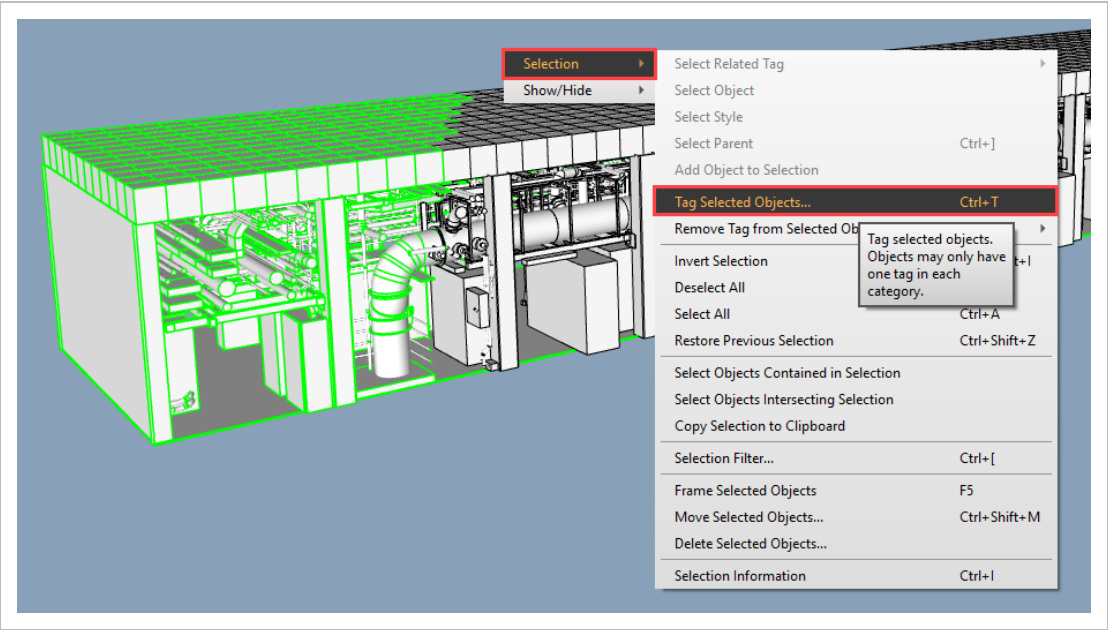 Selection
Show/Hide
Select Related Tag
Select Object
Select Style
Select Parent Ctrl+]
Add Object to Selection
Tag Selected Objects... Ctrl+T
Remove Tag from Selected Ob
Tag selected objects.
Objects may only have
one tag in each
category.
Invert Selection t+I
Deselect All
Select All Ctrl+A
Restore Previous Selection Ctrl+Shift+Z
Select Objects Contained in Selection
Select Objects Intersecting Selection
Copy Selection to Clipboard
Selection Filter... Ctrl+[
Frame Selected Objects F5
Move Selected Objects... Ctrl+Shift+M
Delete Selected Objects...
Selection Information Ctrl+I